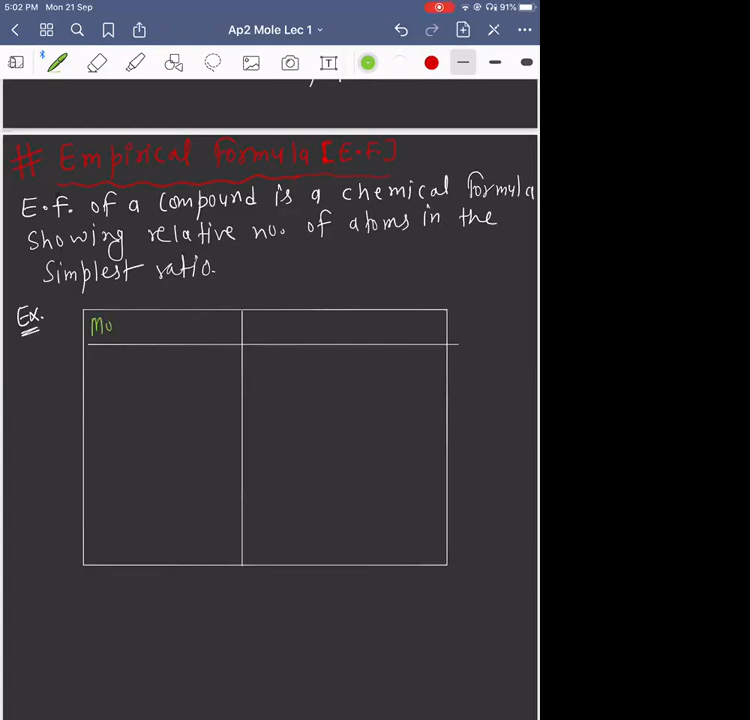 5:02 PM Mon 21 Sep
91%
Ap2 Mole Lec 1
T
# Empirical formula [E.F.]
E.F. of a compound is a chemical formula
showing relative no. of atoms in the
simplest ratio.
Ex.
Mo